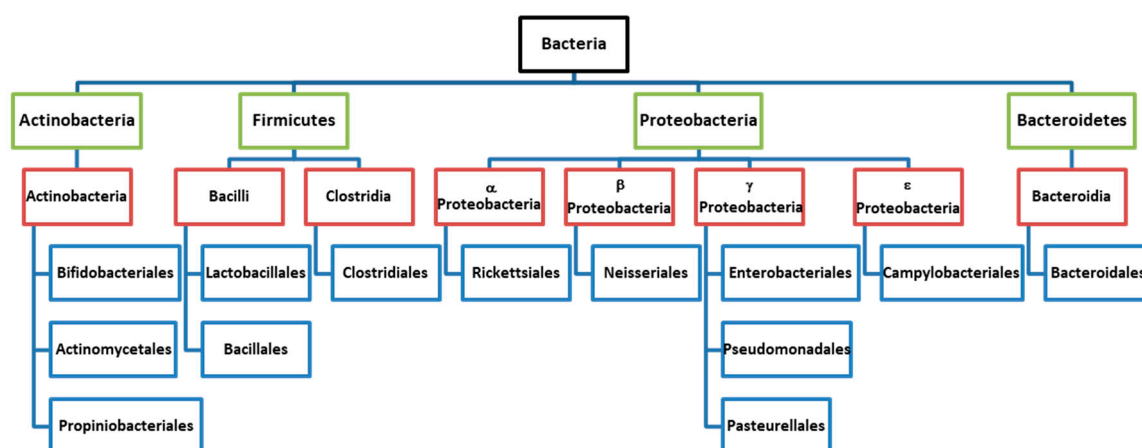 Bacteria
Actinobacteria
Firmicutes
Proteobacteria
Bacteroidetes
Actinobacteria
Bacilli
Clostridia
α
Proteobacteria
β
Proteobacteria
γ
Proteobacteria
ε
Proteobacteria
Bacteroidia
Bifidobacteriales
Lactobacillales
Clostridiales
Rickettsiales
Neisseriales
Enterobacteriales
Campylobacteriales
Bacteroidales
Actinomycetales
Bacillales
Pseudomonadales
Propiniobacteriales
Pasteurellales